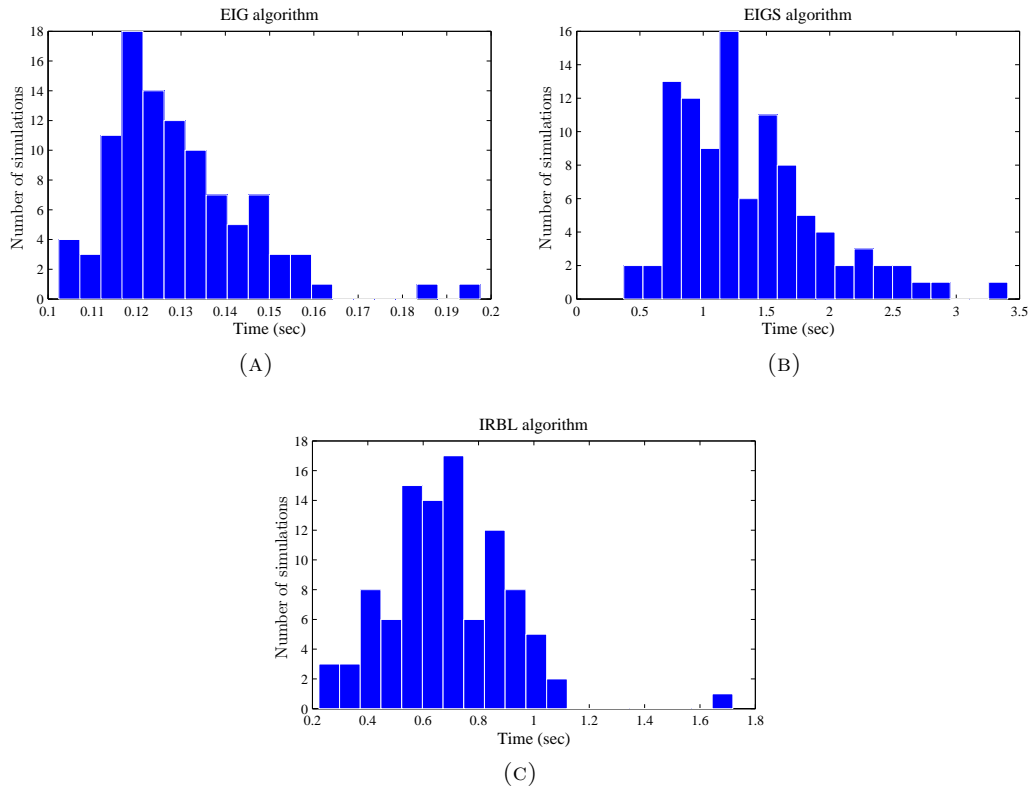 EIG algorithm
18
16
14
12
10
8
6
4
2
0
Number of simulations
0.1 0.11 0.12 0.13 0.14 0.15 0.16 0.17 0.18 0.19 0.2
Time (sec)
(A)
EIGS algorithm
16
14
12
10
8
6
4
2
0
Number of simulations
0 0.5 1 1.5 2 2.5 3 3.5
Time (sec)
(B)
IRBL algorithm
18
16
14
12
10
8
6
4
2
0
Number of simulations
0.2 0.4 0.6 0.8 1 1.2 1.4 1.6 1.8
Time (sec)
(C)